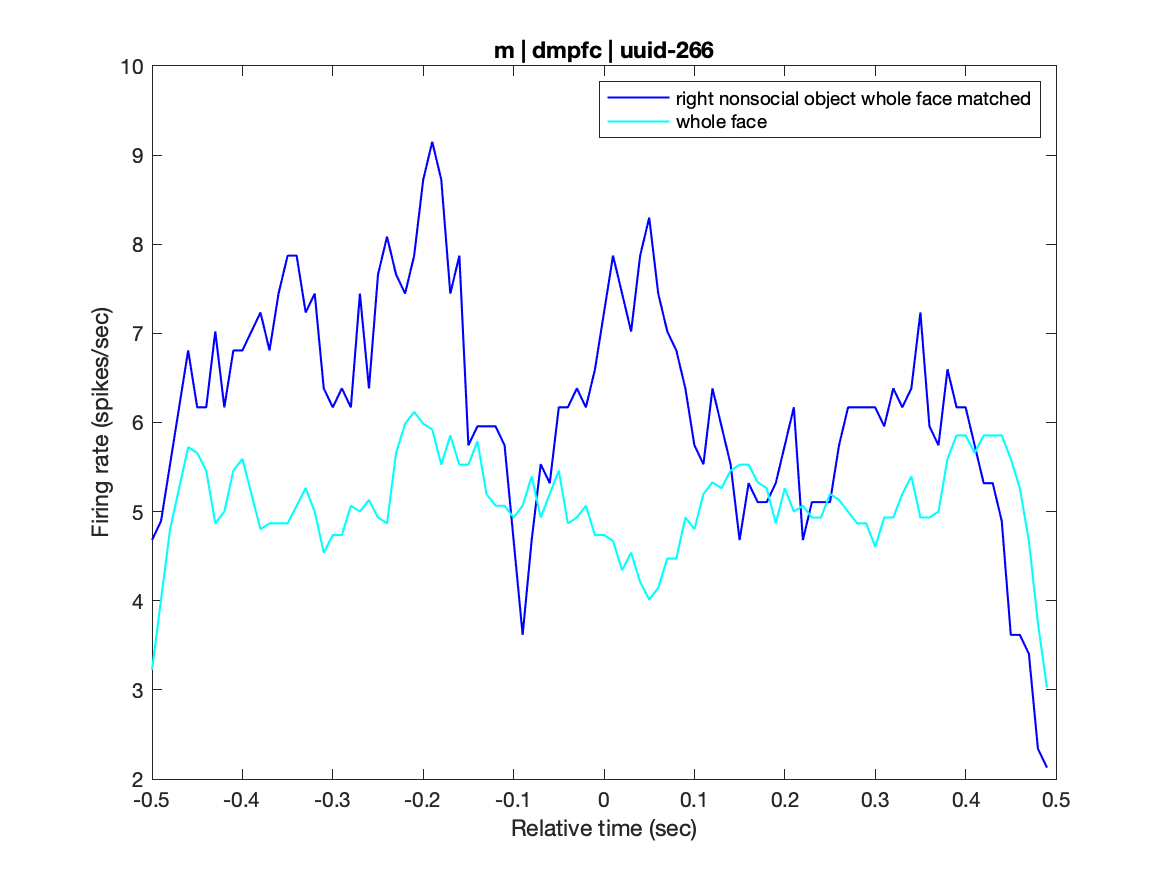 m | dmpfc | uuid-266
right nonsocial object whole face matched
whole face
Firing rate (spikes/sec)
10
9
8
7
6
5
4
3
2
-0.5 -0.4 -0.3 -0.2 -0.1 0 0.1 0.2 0.3 0.4 0.5
Relative time (sec)